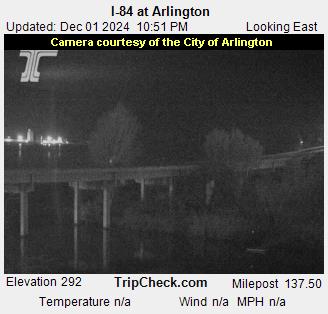 I-84 at Arlington
Updated: Dec 01 2024 10:51 PM Looking East
Camera courtesy of the City of Arlington
Elevation 292 TripCheck.com Milepost 137.50
Temperature n/a Wind n/a MPH n/a